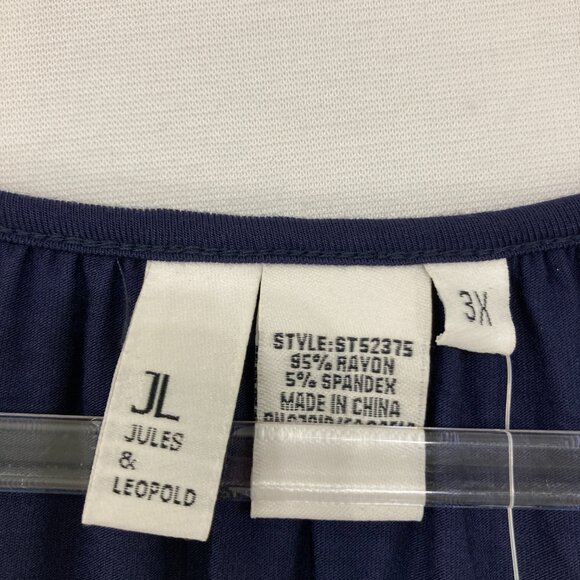 JL
JULES
&
LEOPOLD
STYLE:ST52375
95% RAYON
5% SPANDEX
MADE IN CHINA
3X